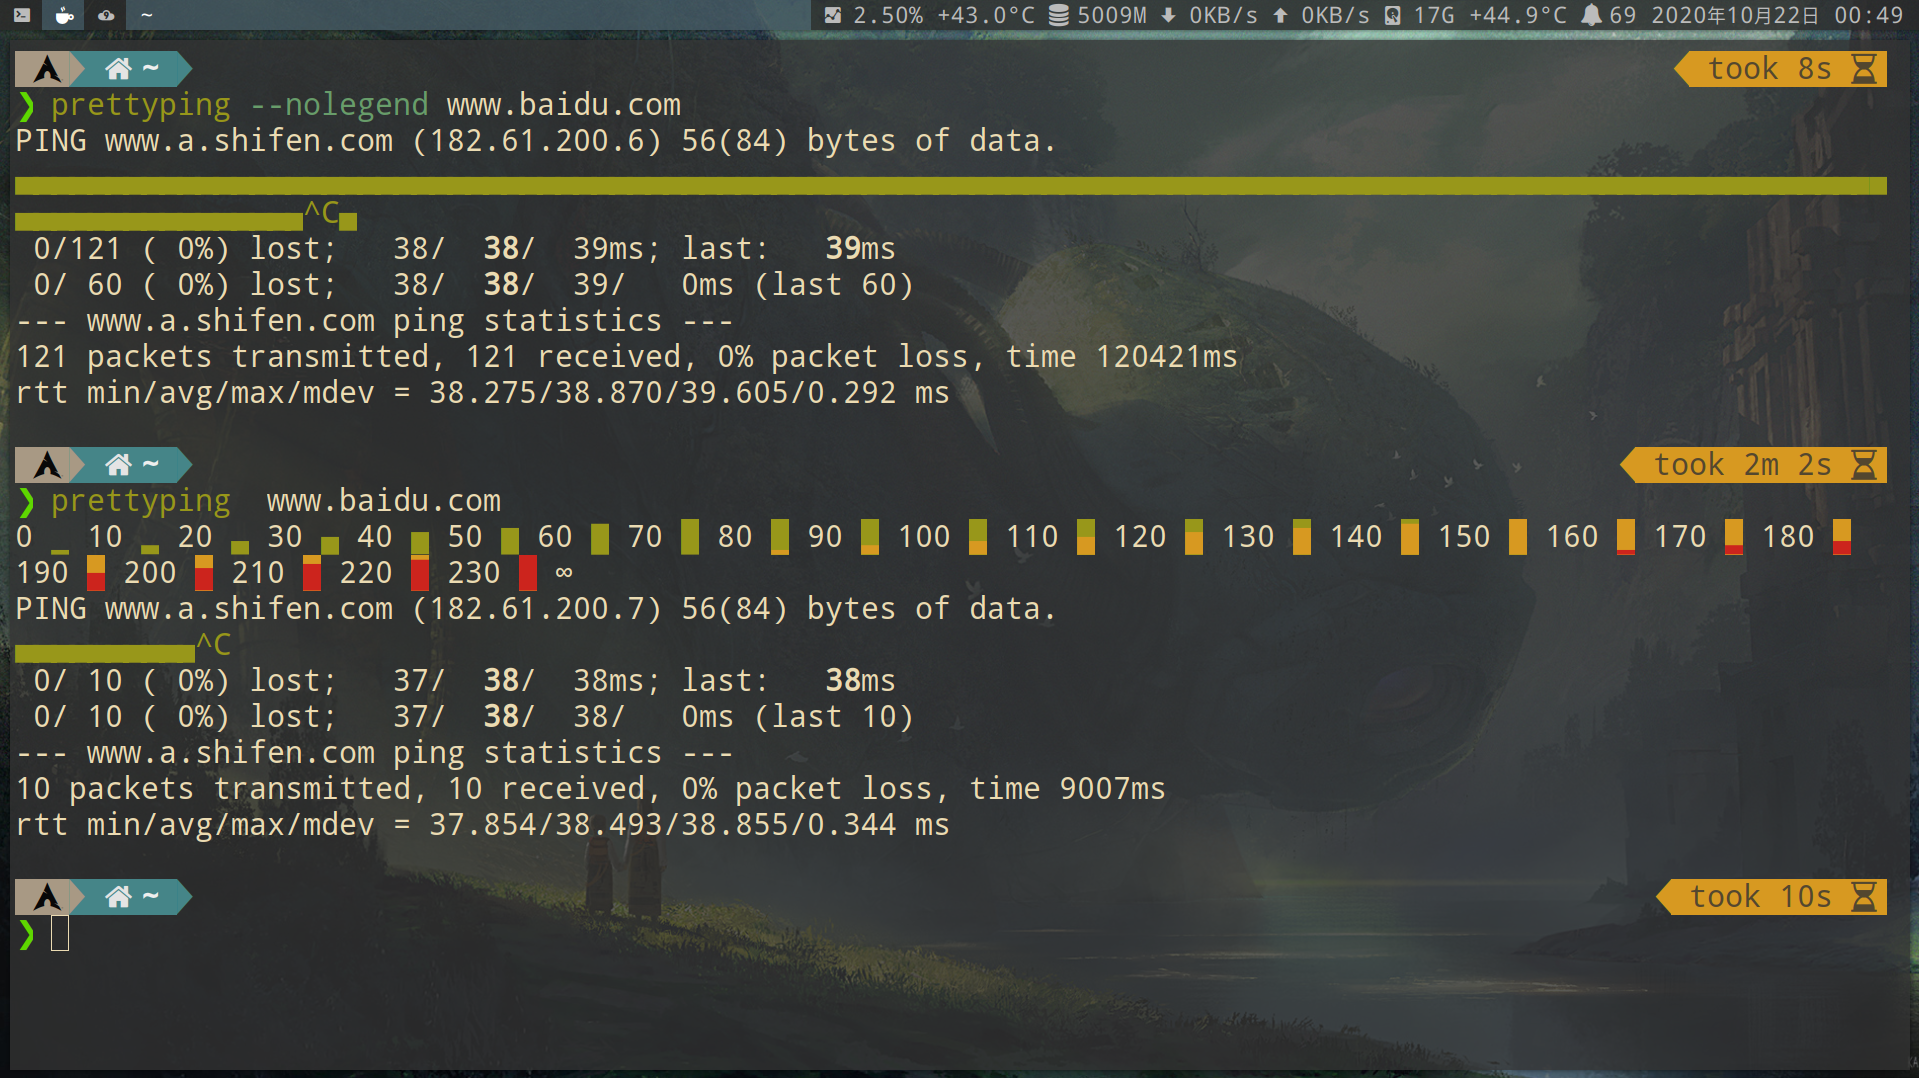 ~ 2.50% +43.0°C 5009M 0KB/s 0KB/s 17G +44.9°C 69 2020年10月22日 00:49
~ took 8s
❯ prettyping --nolegend www.baidu.com
PING www.a.shifen.com (182.61.200.6) 56(84) bytes of data.
^C
0/121 ( 0%) lost; 38/ 38/ 39ms; last: 39ms
0/ 60 ( 0%) lost; 38/ 38/ 39/ 0ms (last 60)
--- www.a.shifen.com ping statistics ---
121 packets transmitted, 121 received, 0% packet loss, time 120421ms
rtt min/avg/max/mdev = 38.275/38.870/39.605/0.292 ms
~ took 2m 2s
❯ prettyping www.baidu.com
0 10 20 30 40 50 60 70 80 90 100 110 120 130 140 150 160 170 180
190 200 210 220 230 ∞
PING www.a.shifen.com (182.61.200.7) 56(84) bytes of data.
^C
0/ 10 ( 0%) lost; 37/ 38/ 38ms; last: 38ms
0/ 10 ( 0%) lost; 37/ 38/ 38/ 0ms (last 10)
--- www.a.shifen.com ping statistics ---
10 packets transmitted, 10 received, 0% packet loss, time 9007ms
rtt min/avg/max/mdev = 37.854/38.493/38.855/0.344 ms
~ took 10s
❯